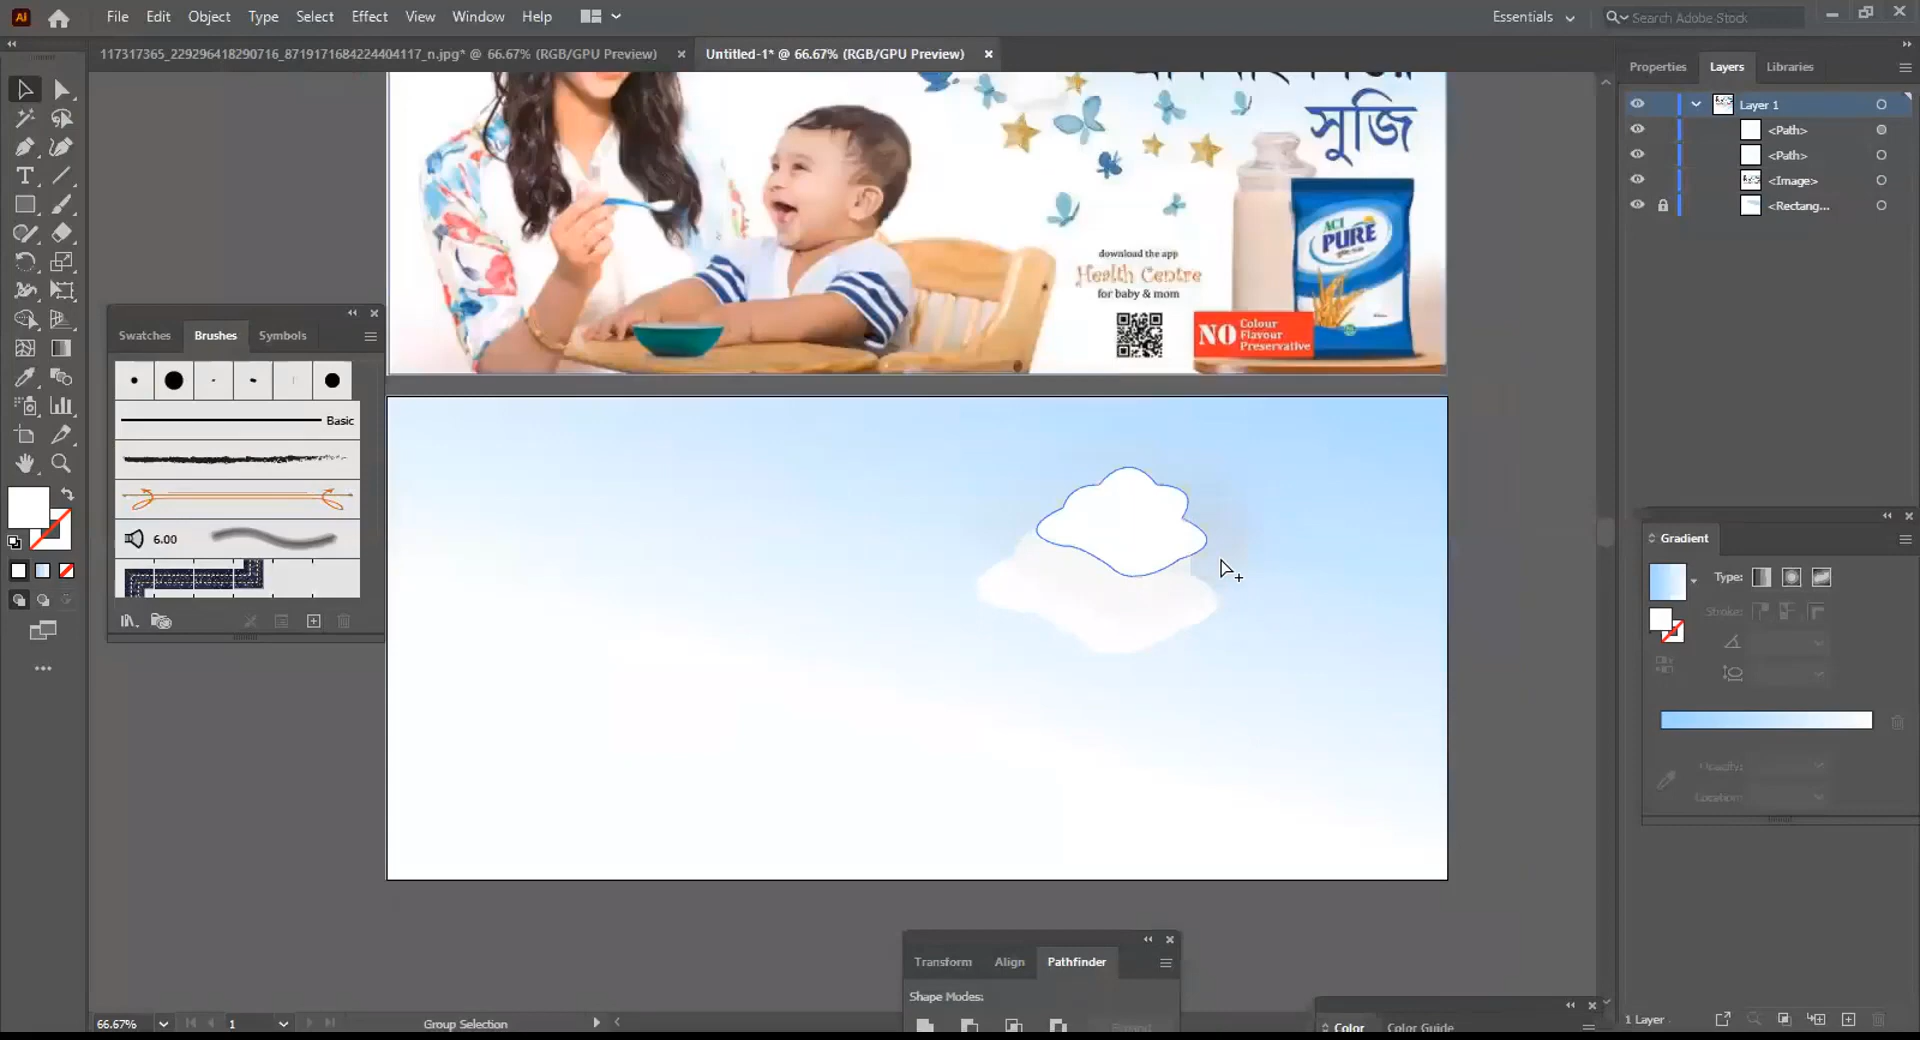 Ai File Edit Object Type Select Effect View Window Help Essentials Search Adobe Stock
117317365_229296418290716_8719171684224404117_n.jpg* @ 66.67% (RGB/GPU Preview) Untitled-1* @ 66.67% (RGB/GPU Preview)
Properties Layers Libraries
Layer 1
<Path>
<Path>
<Image>
<Rectang...
সুজি
ACI
PURE
download the app
Health Centre
for baby & mom
NO Colour
Flavour
Preservative
Swatches Brushes Symbols
Basic
6.00
Gradient
Type:
Stroke:
Opacity:
Location:
Transform Align Pathfinder
Shape Modes:
Expand
66.67% 1 Group Selection
Color Color Guide
1 Layer